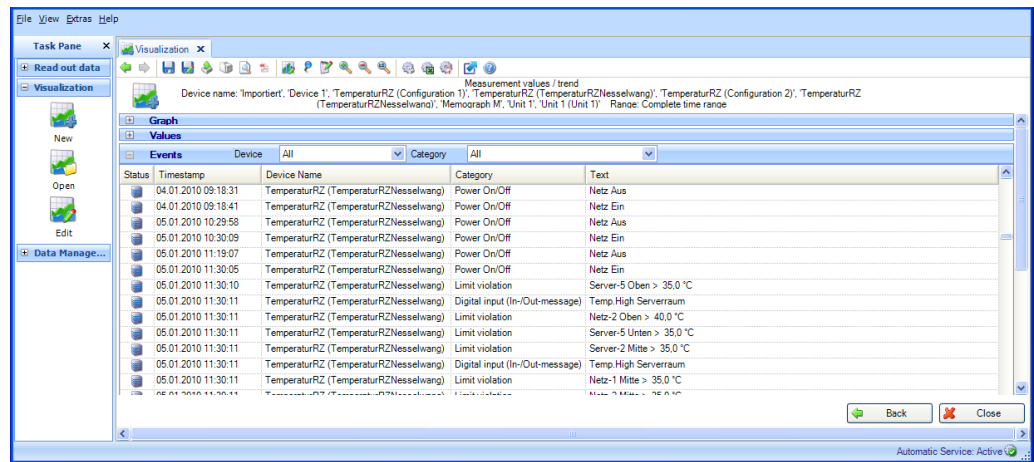 File View Extras Help
Task Pane X
Visualization X
Read out data
Visualization
New
Open
Edit
Data Manage...
Measurement values / trend
Device name: 'Importiert', 'Device 1', 'TemperaturRZ (Configuration 1)', 'TemperaturRZ (TemperaturRZNesselwang)', 'TemperaturRZ (Configuration 2)', 'TemperaturRZ
(TemperaturRZNesselwang)', 'Memograph M', 'Unit 1', 'Unit 1 (Unit 1)' Range: Complete time range
Graph
Values
Events Device All Category All
Status Timestamp Device Name Category Text
04.01.2010 09:18:31 TemperaturRZ (TemperaturRZNesselwang) Power On/Off Netz Aus
04.01.2010 09:18:41 TemperaturRZ (TemperaturRZNesselwang) Power On/Off Netz Ein
05.01.2010 10:29:58 TemperaturRZ (TemperaturRZNesselwang) Power On/Off Netz Aus
05.01.2010 10:30:09 TemperaturRZ (TemperaturRZNesselwang) Power On/Off Netz Ein
05.01.2010 11:19:07 TemperaturRZ (TemperaturRZNesselwang) Power On/Off Netz Aus
05.01.2010 11:30:05 TemperaturRZ (TemperaturRZNesselwang) Power On/Off Netz Ein
05.01.2010 11:30:10 TemperaturRZ (TemperaturRZNesselwang) Limit violation Server-5 Oben > 35,0 °C
05.01.2010 11:30:11 TemperaturRZ (TemperaturRZNesselwang) Digital input (In-/Out-message) Temp.High Serverraum
05.01.2010 11:30:11 TemperaturRZ (TemperaturRZNesselwang) Limit violation Netz-2 Oben > 40,0 °C
05.01.2010 11:30:11 TemperaturRZ (TemperaturRZNesselwang) Limit violation Server-5 Unten > 35,0 °C
05.01.2010 11:30:11 TemperaturRZ (TemperaturRZNesselwang) Limit violation Server-2 Mitte > 35,0 °C
05.01.2010 11:30:11 TemperaturRZ (TemperaturRZNesselwang) Digital input (In-/Out-message) Temp.High Serverraum
05.01.2010 11:30:11 TemperaturRZ (TemperaturRZNesselwang) Limit violation Netz-1 Mitte > 35,0 °C
Back Close
Automatic Service: Active